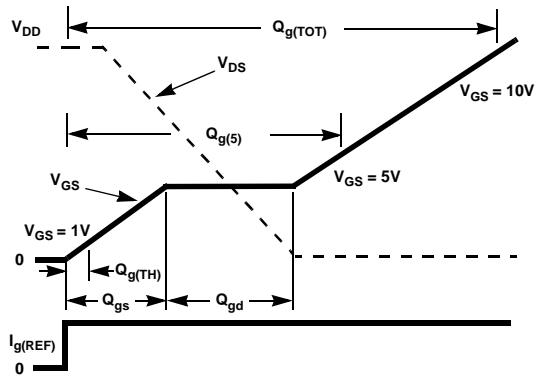 V_DD
Q_g(TOT)
V_DS
V_GS = 10V
Q_g(5)
V_GS
V_GS = 5V
V_GS = 1V
0
Q_g(TH)
Q_gs
Q_gd
I_g(REF)
0